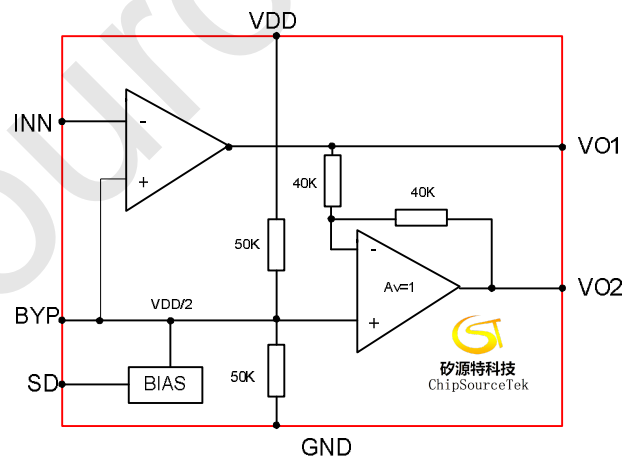 VDD
INN
-
+
VO1
40K
40K
50K
-
Av=1
+
VO2
VDD/2
BYP
SD
BIAS
50K
矽源特科技
ChipSourceTek
GND